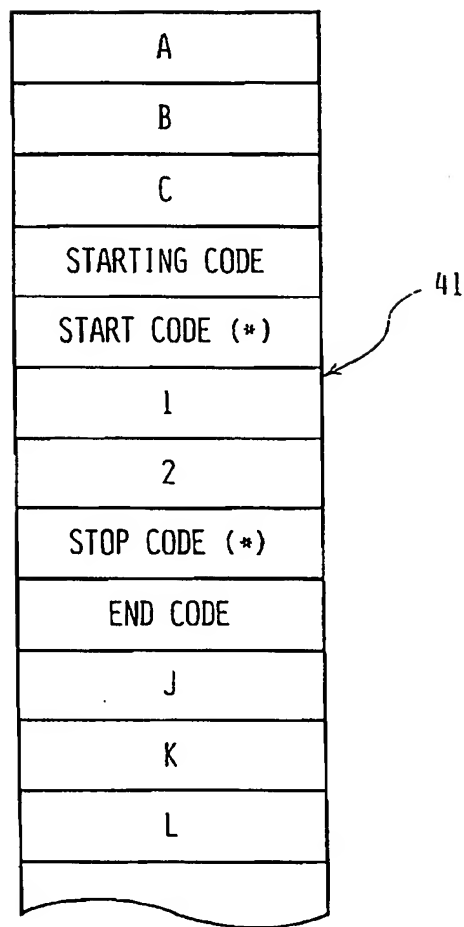 A
B
C
STARTING CODE
START CODE (*)
41
1
2
STOP CODE (*)
END CODE
J
K
L